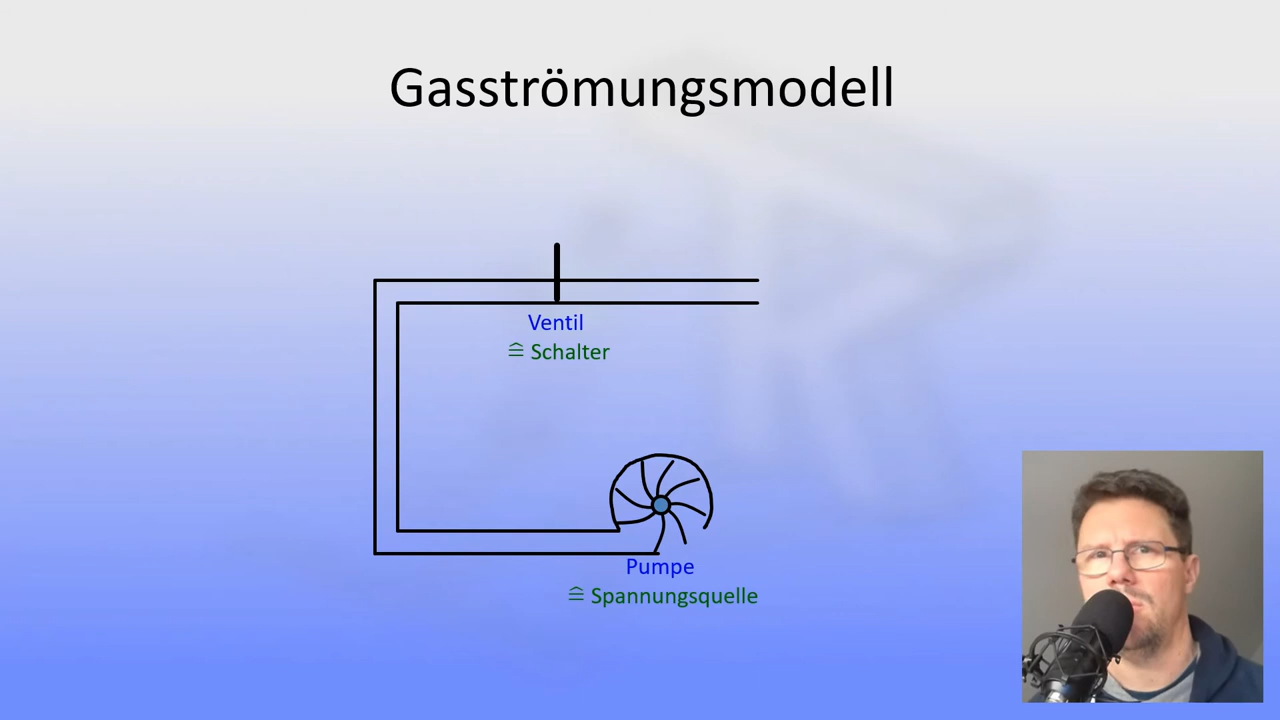 Gasströmungsmodell
Ventil
≙ Schalter
Pumpe
≙ Spannungsquelle